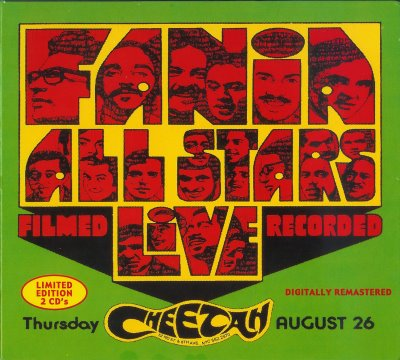 FANIA
ALL STARS
FILMED LIVE RECORDED
LIMITED
EDITION
2 CD's
DIGITALLY REMASTERED
Thursday CHEETAH AUGUST 26